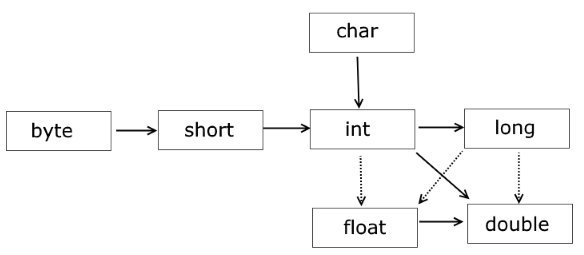 char
byte
short
int
long
float
double